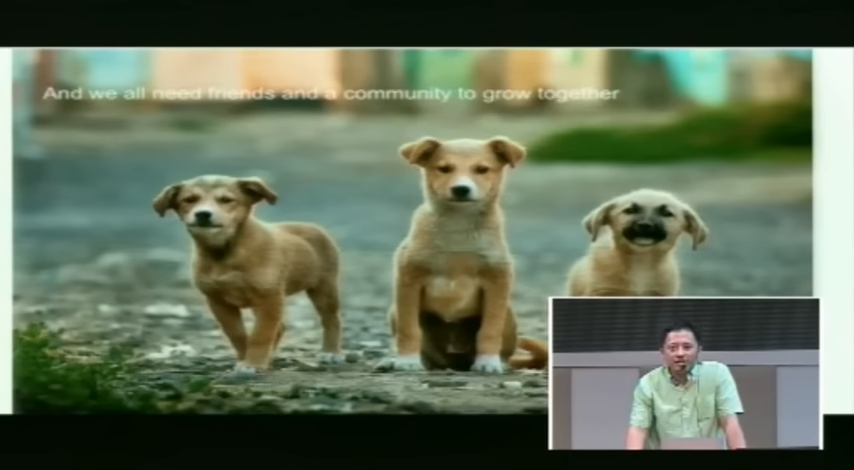 And we all need friends and a community to grow together